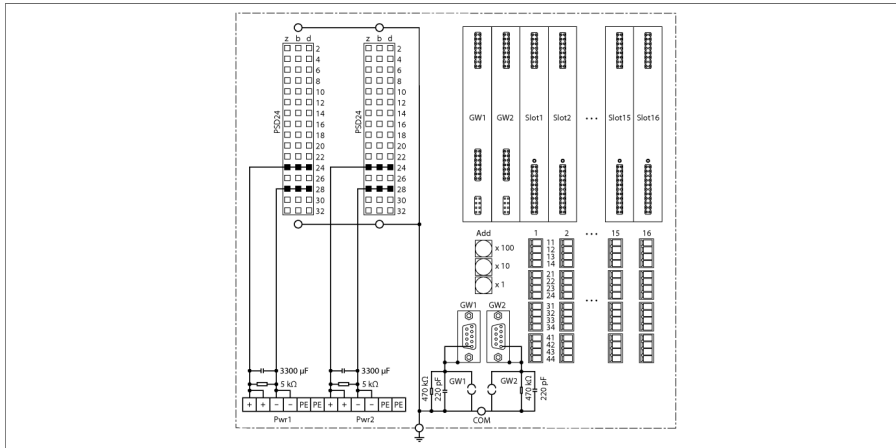 z b d
z b d
2
4
6
8
10
12
14
16
18
20
22
24
26
28
30
32
PSD24
2
4
6
8
10
12
14
16
18
20
22
24
26
28
30
32
PSD24
GW1 GW2 Slot1 Slot2 ... Slot15 Slot16
Add 1 2 ... 15 16
x 100
x 10
x 1
11
12
13
14
21
22
23
24
...
31
32
33
34
41
42
43
44
GW1 GW2
3300 µF
5 kΩ
3300 µF
5 kΩ
470 kΩ
220 pF
GW1
GW2
470 kΩ
220 pF
+ + – – PE PE + + – – PE PE
Pwr1 Pwr2
COM